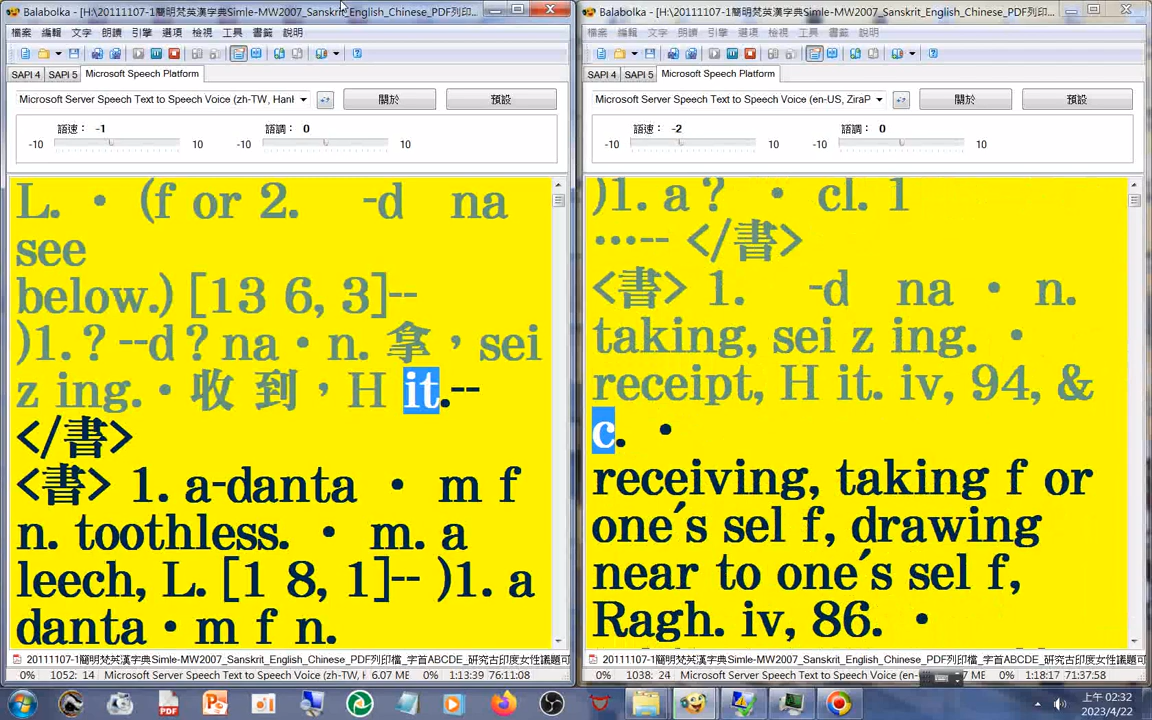 Balabolka - [H:\20111107-1簡明梵英漢字典Simle-MW2007_Sanskrit_English_Chinese_PDF列印...
檔案 編輯 文字 朗讀 引擎 選項 檢視 工具 書籤 說明
SAPI 4 SAPI 5 Microsoft Speech Platform
Microsoft Server Speech Text to Speech Voice (zh-TW, HanH 關於 預設
語速： -1 語調： 0
-10 10 -10 10
L. • (f or 2. -d na
see
below.) [13 6, 3]--
)1. ? --d ? na • n. 拿，sei
z ing. • 收 到，H it.--
</書>
<書> 1. a-danta • m f
n. toothless. • m. a
leech, L. [1 8, 1]-- )1. a
danta • m f n.
20111107-1簡明梵英漢字典Simle-MW2007_Sanskrit_English_Chinese_PDF列印檔_字首ABCDE_研究古印度女性議題可
0% 1052: 14 Microsoft Server Speech Text to Speech Voice (zh-TW, H 6.07 ME 0% 1:13:39 76:11:08
Balabolka - [H:\20111107-1簡明梵英漢字典Simle-MW2007_Sanskrit_English_Chinese_PDF列印...
檔案 編輯 文字 朗讀 引擎 選項 檢視 工具 書籤 說明
SAPI 4 SAPI 5 Microsoft Speech Platform
Microsoft Server Speech Text to Speech Voice (en-US, ZiraP 關於 預設
語速： -2 語調： 0
-10 10 -10 10
)1. a ? • cl. 1
•••-- </書>
<書> 1. -d na • n.
taking, sei z ing. •
receipt, H it. iv, 94, &
c. •
receiving, taking f or
one´s sel f, drawing
near to one´s sel f,
Ragh. iv, 86. •
20111107-1簡明梵英漢字典Simle-MW2007_Sanskrit_English_Chinese_PDF列印檔_字首ABCDE_研究古印度女性議題可
0% 1038: 24 Microsoft Server Speech Text to Speech Voice (en-U ME 0% 1:18:17 71:37:58
上午 02:32
2023/4/22